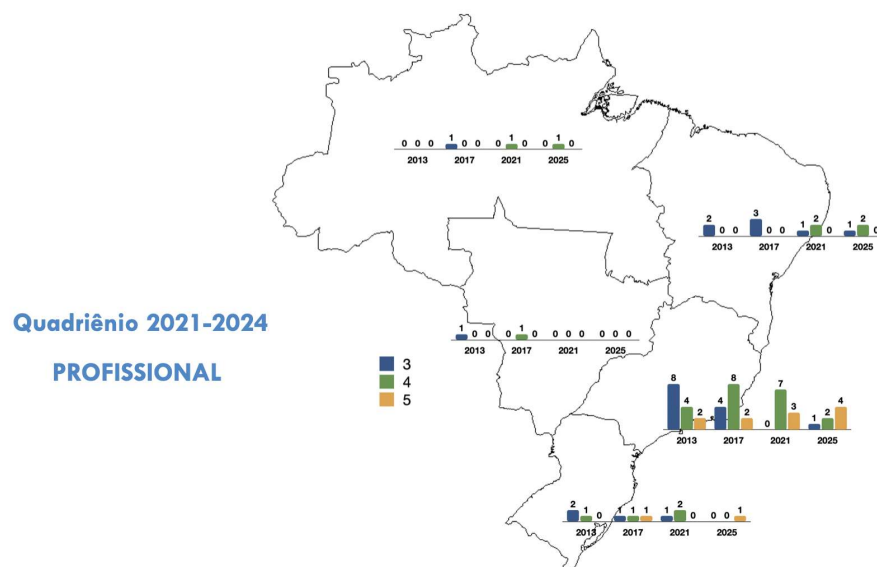 1 1 1
0 0 0 0 0 0 0 0 0
2013 2017 2021 2025
3
2 2 2
1 1
0 0 0 0 0 0
2013 2017 2021 2025
Quadriênio 2021-2024
PROFISSIONAL
1 0 0 0 1 0 0 0 0 0 0 0
2013 2017 2021 2025
3
4
5
8 4 2 4 8 2 0 7 3 1 2 4
2013 2017 2021 2025
2 1 0 1 1 1 1 2 0 0 0 1
2013 2017 2021 2025